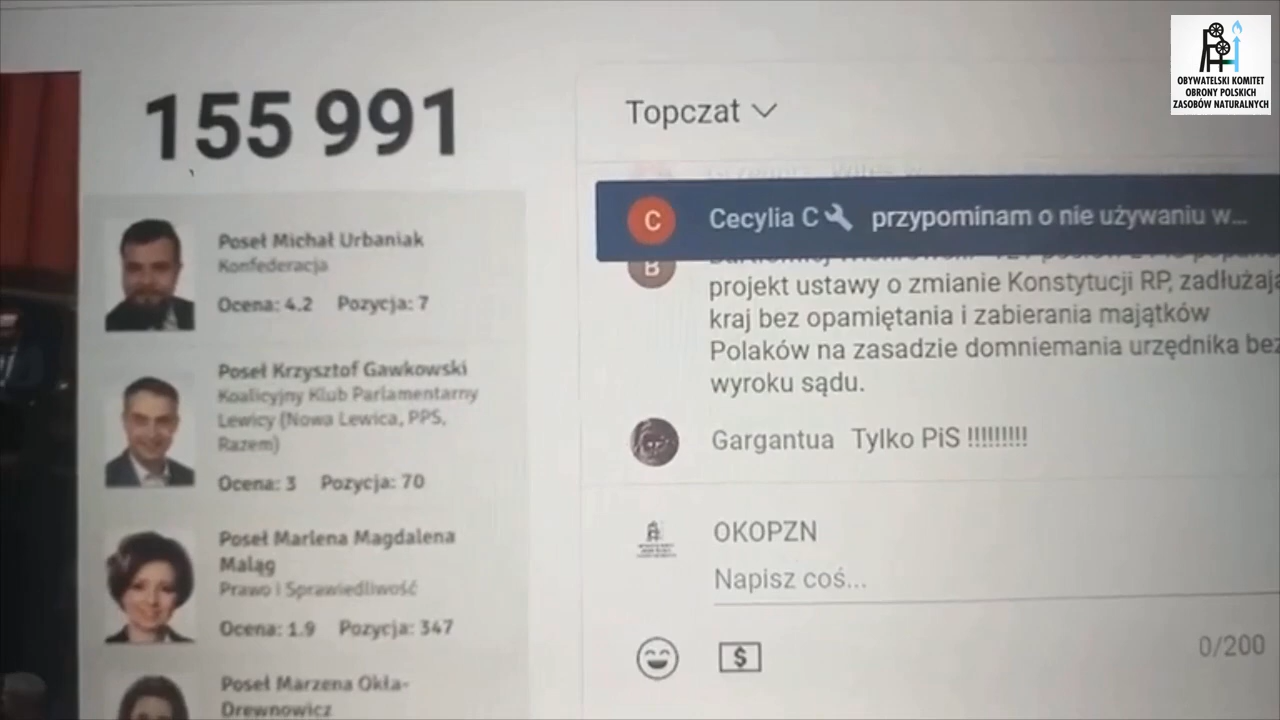 OBYWATELSKI KOMITET
OBRONY POLSKICH
ZASOBÓW NATURALNYCH
155 991
Poseł Michał Urbaniak
Konfederacja
Ocena: 4.2 Pozycja: 7
Poseł Krzysztof Gawkowski
Koalicyjny Klub Parlamentarny
Lewicy (Nowa Lewica, PPS,
Razem)
Ocena: 3 Pozycja: 70
Poseł Marlena Magdalena
Maląg
Prawo i Sprawiedliwość
Ocena: 1.9 Pozycja: 347
Poseł Marzena Okła-
Drewnowicz
Topczat
C Cecylia C przypominam o nie używaniu w...
B
projekt ustawy o zmianie Konstytucji RP, zadłużają
kraj bez opamiętania i zabierania majątków
Polaków na zasadzie domniemania urzędnika bez
wyroku sądu.
Gargantua Tylko PiS !!!!!!!!!
OKOPZN
Napisz coś...
$
0/200